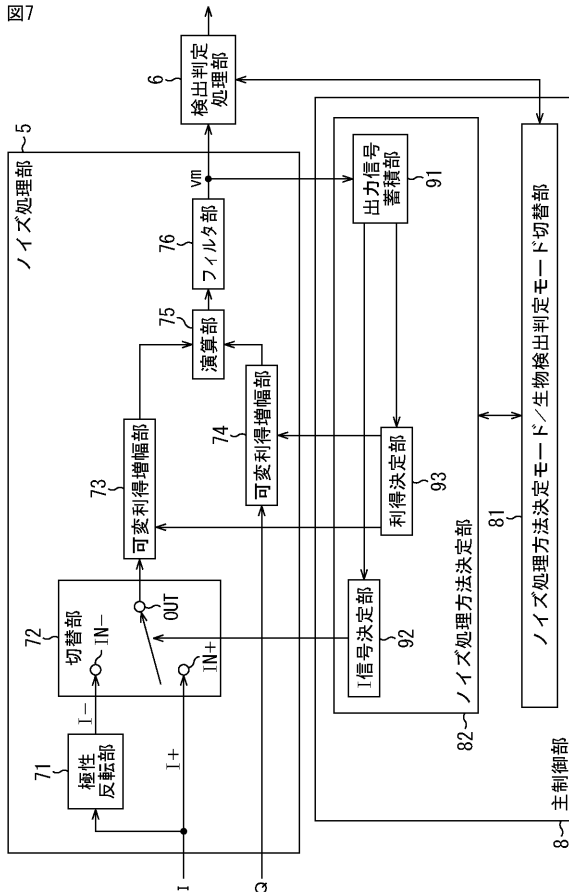 図7
ノイズ処理部
5
I
Q
71
極性
反転部
I-
I+
72
切替部
IN-
IN+
OUT
73
可変利得増幅部
74
可変利得増幅部
75
演算部
76
フィルタ部
vm
6
検出判定
処理部
8
主制御部
82
ノイズ処理方法決定部
出力信号
蓄積部
91
I信号決定部
92
利得決定部
93
81
ノイズ処理方法決定モード/生物検出判定モード切替部